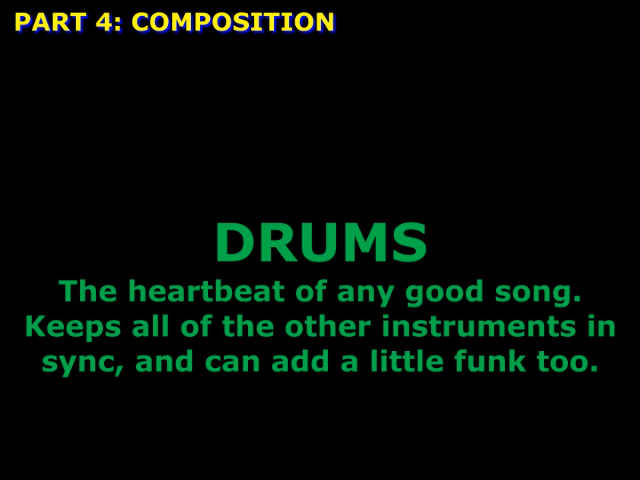 PART 4: COMPOSITION
DRUMS
The heartbeat of any good song.
Keeps all of the other instruments in
sync, and can add a little funk too.